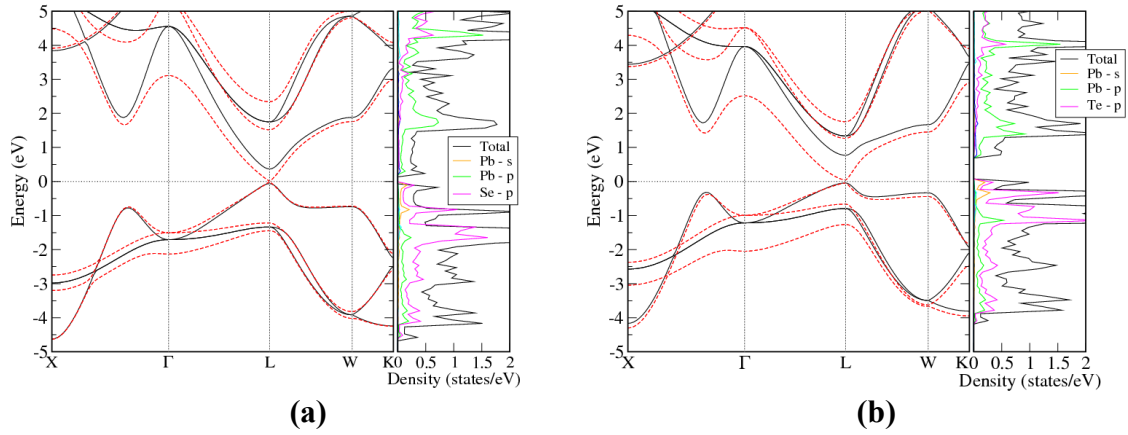 5
4
3
2
1
0
-1
-2
-3
-4
-5
Energy (eV)
X Γ L W K
0 0.5 1 1.5 2
Density (states/eV)
Total
Pb - s
Pb - p
Se - p
(a)
5
4
3
2
1
0
-1
-2
-3
-4
-5
Energy (eV)
X Γ L W K
0 0.5 1 1.5 2
Density (states/eV)
Total
Pb - s
Pb - p
Te - p
(b)